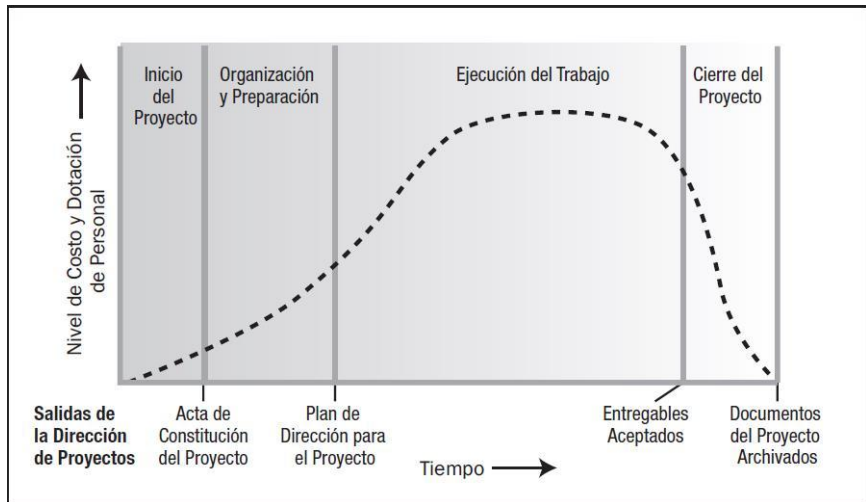 Inicio
del
Proyecto
Organización
y Preparación
Ejecución del Trabajo
Cierre del
Proyecto
Nivel de Costo y Dotación
de Personal
Salidas de
la Dirección
de Proyectos
Acta de
Constitución
del Proyecto
Plan de
Dirección para
el Proyecto
Tiempo
Entregables
Aceptados
Documentos
del Proyecto
Archivados